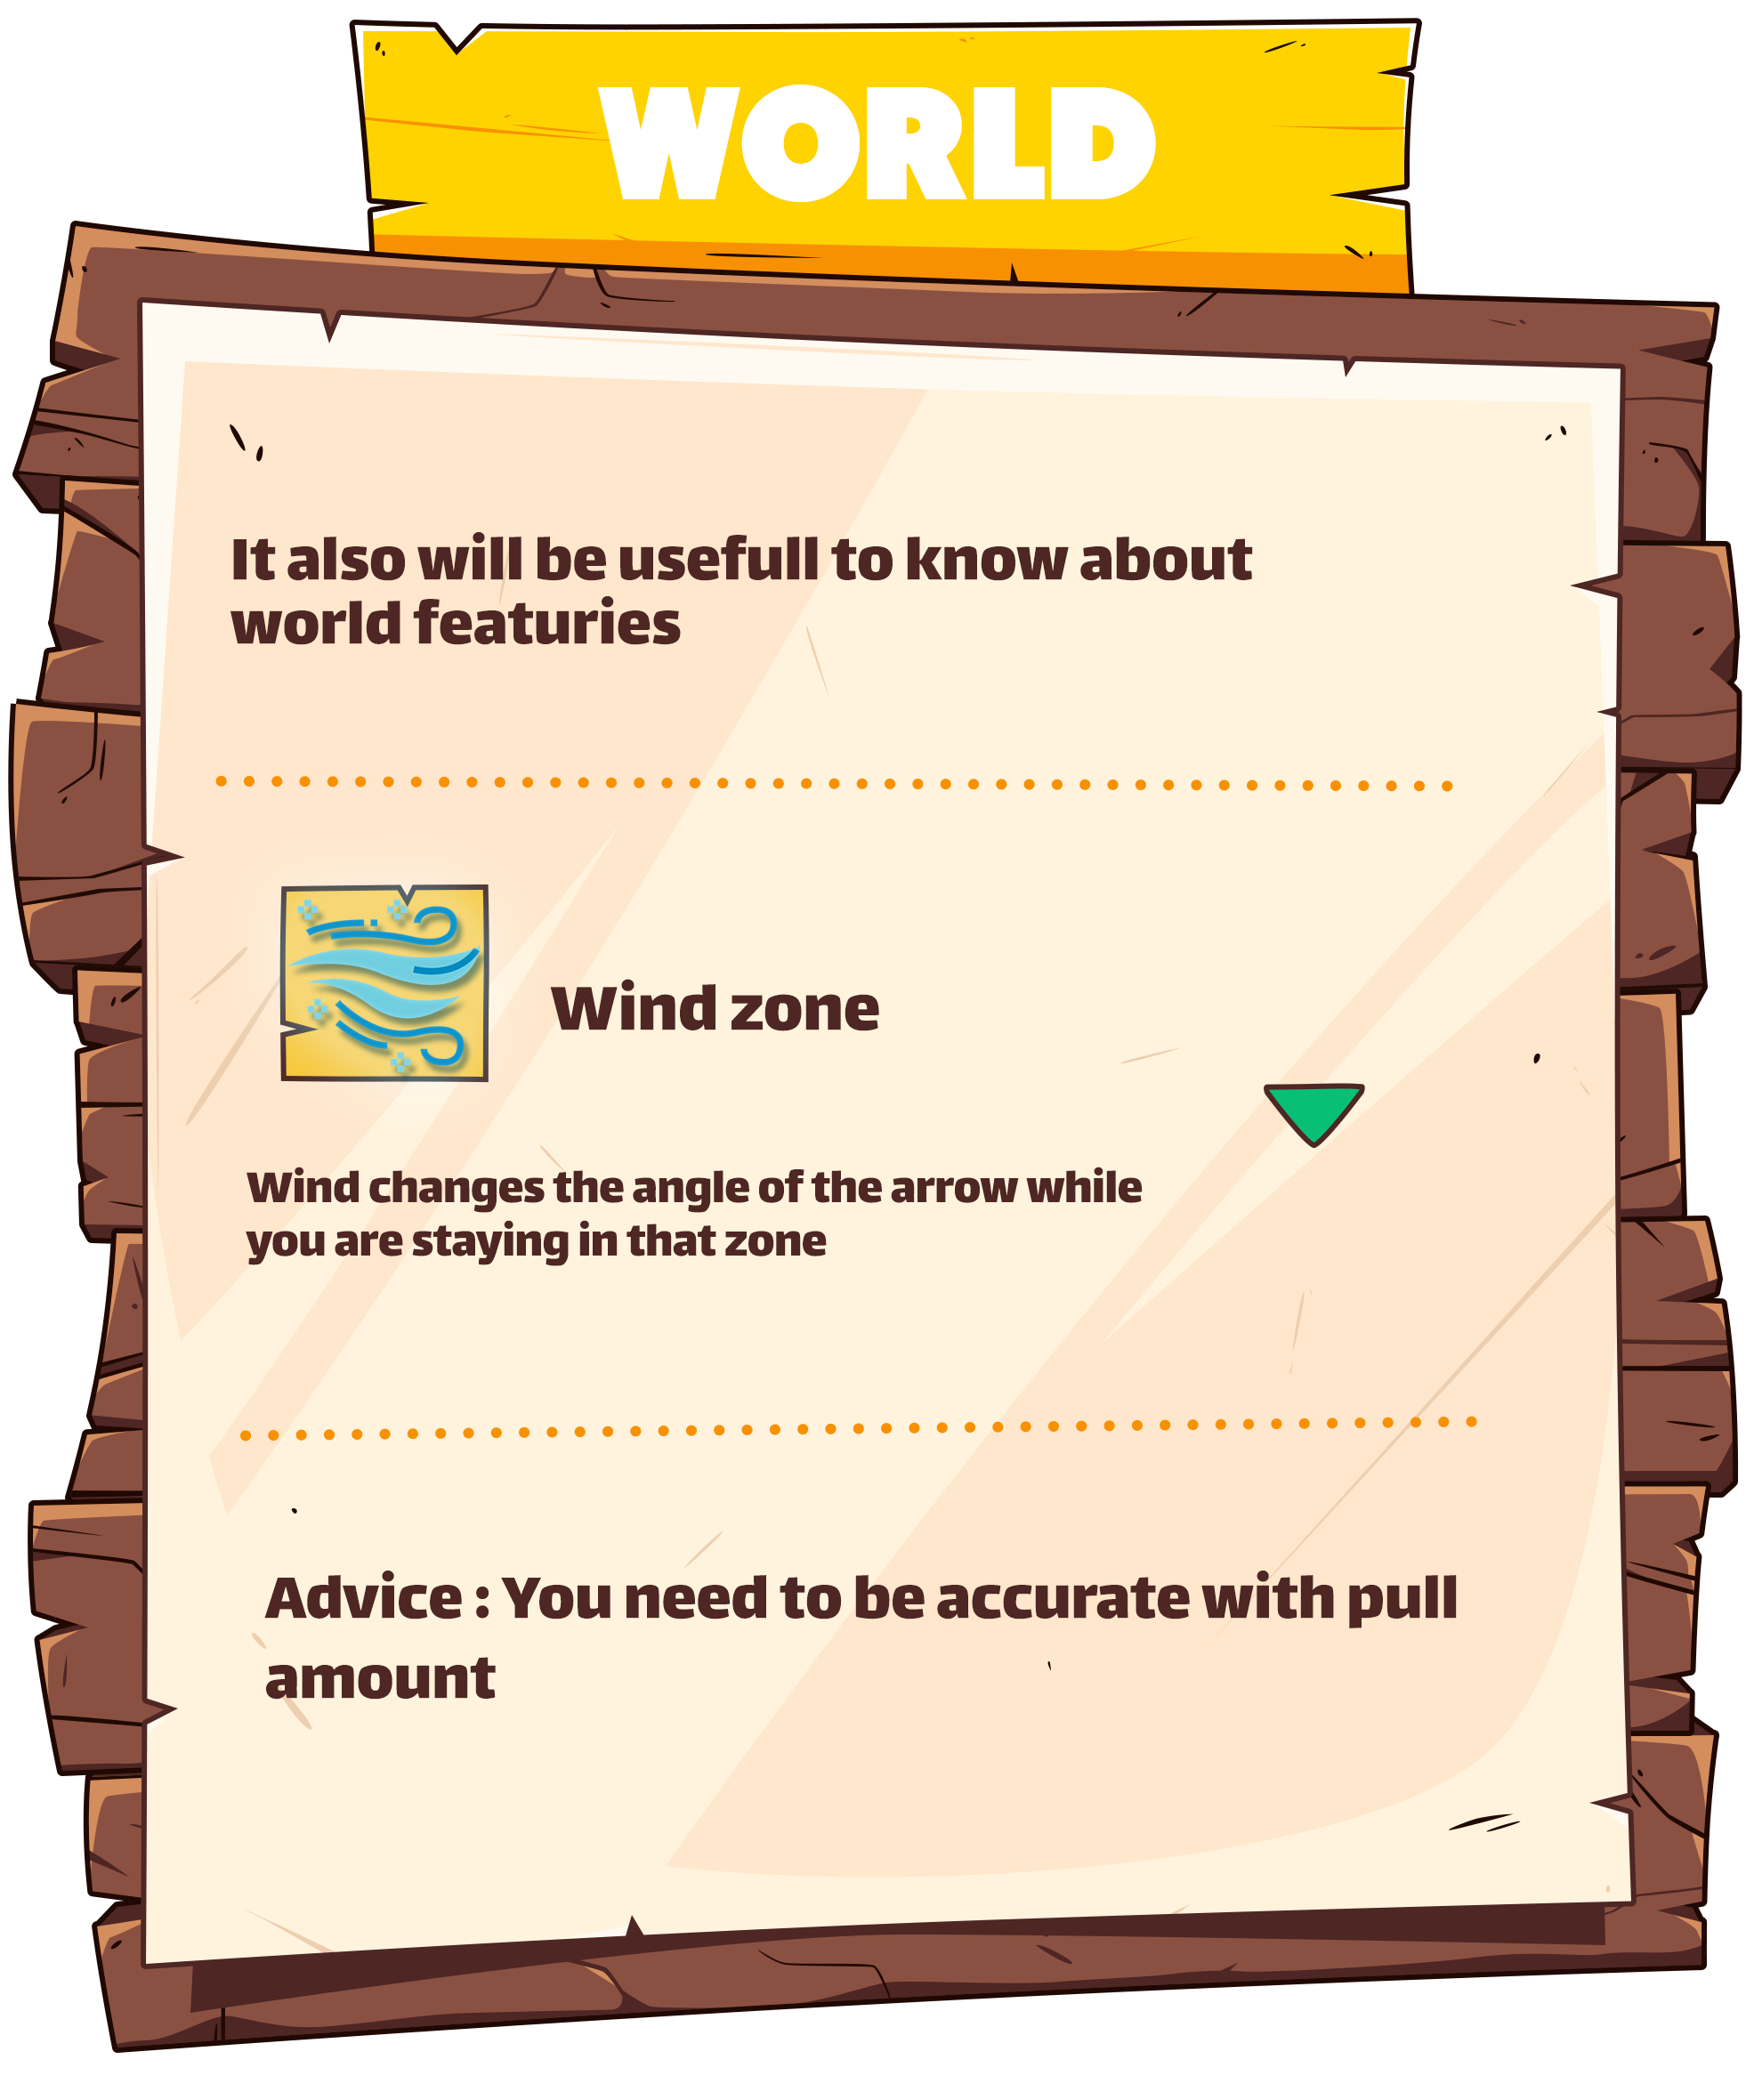 WORLD
It also will be usefull to know about
world featuries
Wind zone
Wind changes the angle of the arrow while
you are staying in that zone
Advice : You need to be accurate with pull
amount